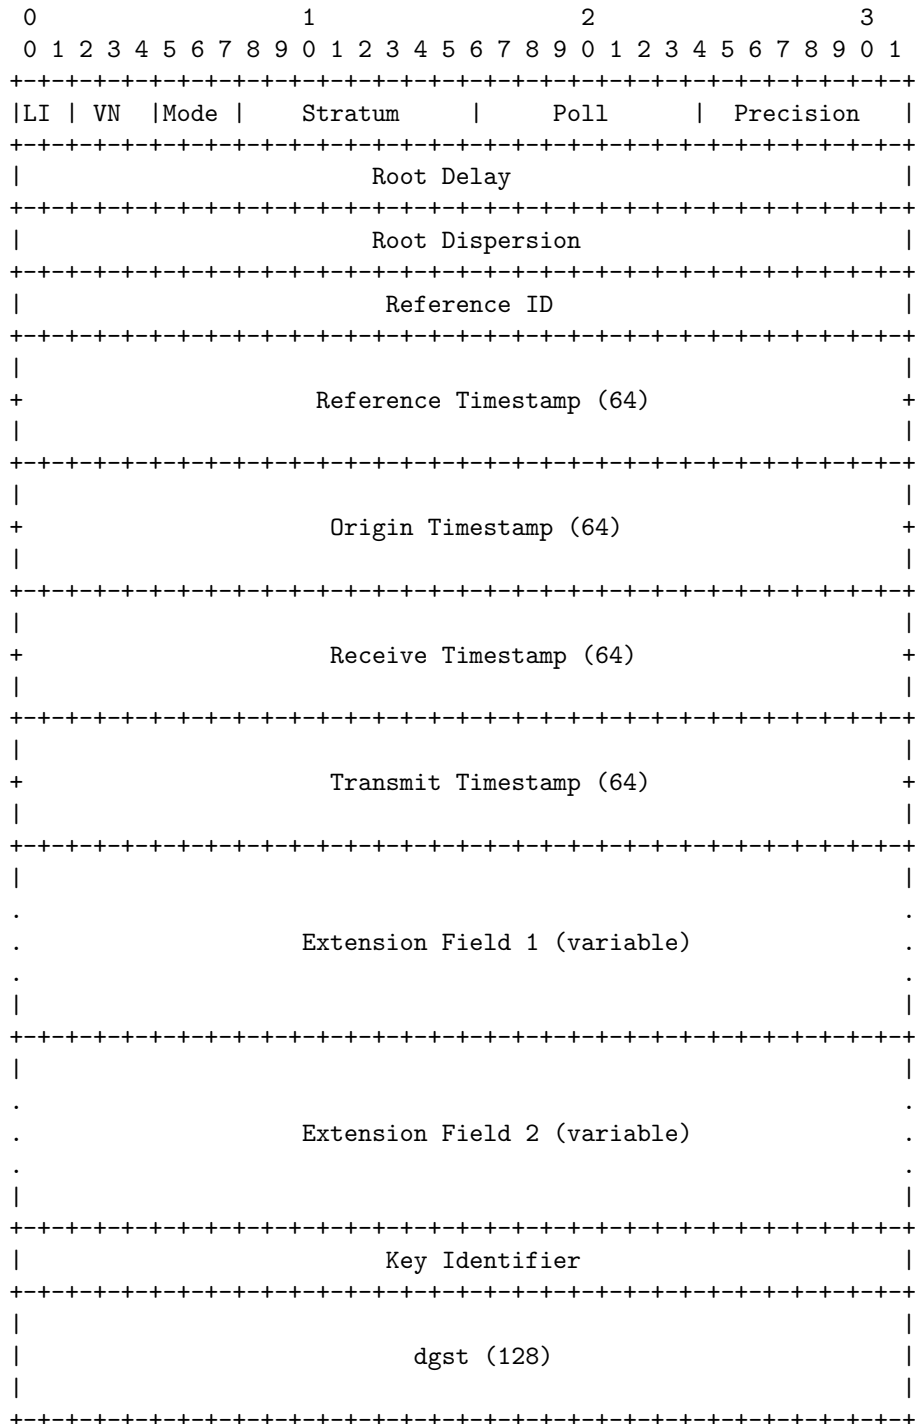 0                   1                   2                   3
 0 1 2 3 4 5 6 7 8 9 0 1 2 3 4 5 6 7 8 9 0 1 2 3 4 5 6 7 8 9 0 1
+-+-+-+-+-+-+-+-+-+-+-+-+-+-+-+-+-+-+-+-+-+-+-+-+-+-+-+-+-+-+-+-+
|LI | VN  |Mode |    Stratum     |     Poll      |  Precision   |
+-+-+-+-+-+-+-+-+-+-+-+-+-+-+-+-+-+-+-+-+-+-+-+-+-+-+-+-+-+-+-+-+
|                         Root Delay                            |
+-+-+-+-+-+-+-+-+-+-+-+-+-+-+-+-+-+-+-+-+-+-+-+-+-+-+-+-+-+-+-+-+
|                         Root Dispersion                       |
+-+-+-+-+-+-+-+-+-+-+-+-+-+-+-+-+-+-+-+-+-+-+-+-+-+-+-+-+-+-+-+-+
|                          Reference ID                         |
+-+-+-+-+-+-+-+-+-+-+-+-+-+-+-+-+-+-+-+-+-+-+-+-+-+-+-+-+-+-+-+-+
|                                                               |
+                     Reference Timestamp (64)                  +
|                                                               |
+-+-+-+-+-+-+-+-+-+-+-+-+-+-+-+-+-+-+-+-+-+-+-+-+-+-+-+-+-+-+-+-+
|                                                               |
+                      Origin Timestamp (64)                    +
|                                                               |
+-+-+-+-+-+-+-+-+-+-+-+-+-+-+-+-+-+-+-+-+-+-+-+-+-+-+-+-+-+-+-+-+
|                                                               |
+                      Receive Timestamp (64)                   +
|                                                               |
+-+-+-+-+-+-+-+-+-+-+-+-+-+-+-+-+-+-+-+-+-+-+-+-+-+-+-+-+-+-+-+-+
|                                                               |
+                      Transmit Timestamp (64)                  +
|                                                               |
+-+-+-+-+-+-+-+-+-+-+-+-+-+-+-+-+-+-+-+-+-+-+-+-+-+-+-+-+-+-+-+-+
|                                                               |
.                                                               .
.                    Extension Field 1 (variable)               .
.                                                               .
|                                                               |
+-+-+-+-+-+-+-+-+-+-+-+-+-+-+-+-+-+-+-+-+-+-+-+-+-+-+-+-+-+-+-+-+
|                                                               |
.                                                               .
.                    Extension Field 2 (variable)               .
.                                                               .
|                                                               |
+-+-+-+-+-+-+-+-+-+-+-+-+-+-+-+-+-+-+-+-+-+-+-+-+-+-+-+-+-+-+-+-+
|                          Key Identifier                       |
+-+-+-+-+-+-+-+-+-+-+-+-+-+-+-+-+-+-+-+-+-+-+-+-+-+-+-+-+-+-+-+-+
|                                                               |
|                            dgst (128)                         |
|                                                               |
+-+-+-+-+-+-+-+-+-+-+-+-+-+-+-+-+-+-+-+-+-+-+-+-+-+-+-+-+-+-+-+-+